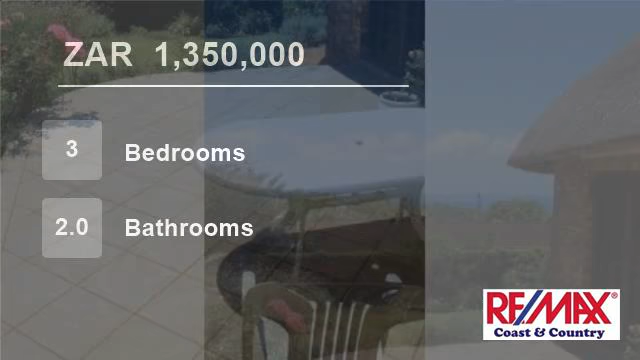 ZAR 1,350,000
3 Bedrooms
2.0 Bathrooms
RE/MAX®
Coast & Country